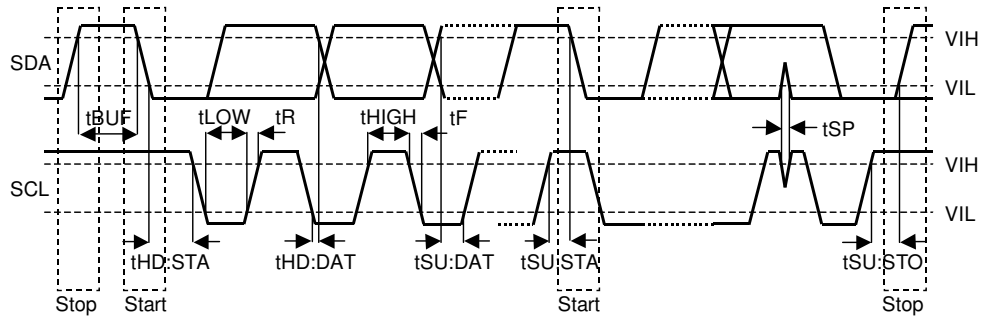 VIH
SDA
VIL
tBUF tLOW tR tHIGH tF
tSP
VIH
SCL
VIL
tHD:STA tHD:DAT tSU:DAT tSU:STA tSU:STO
Stop Start Start Stop